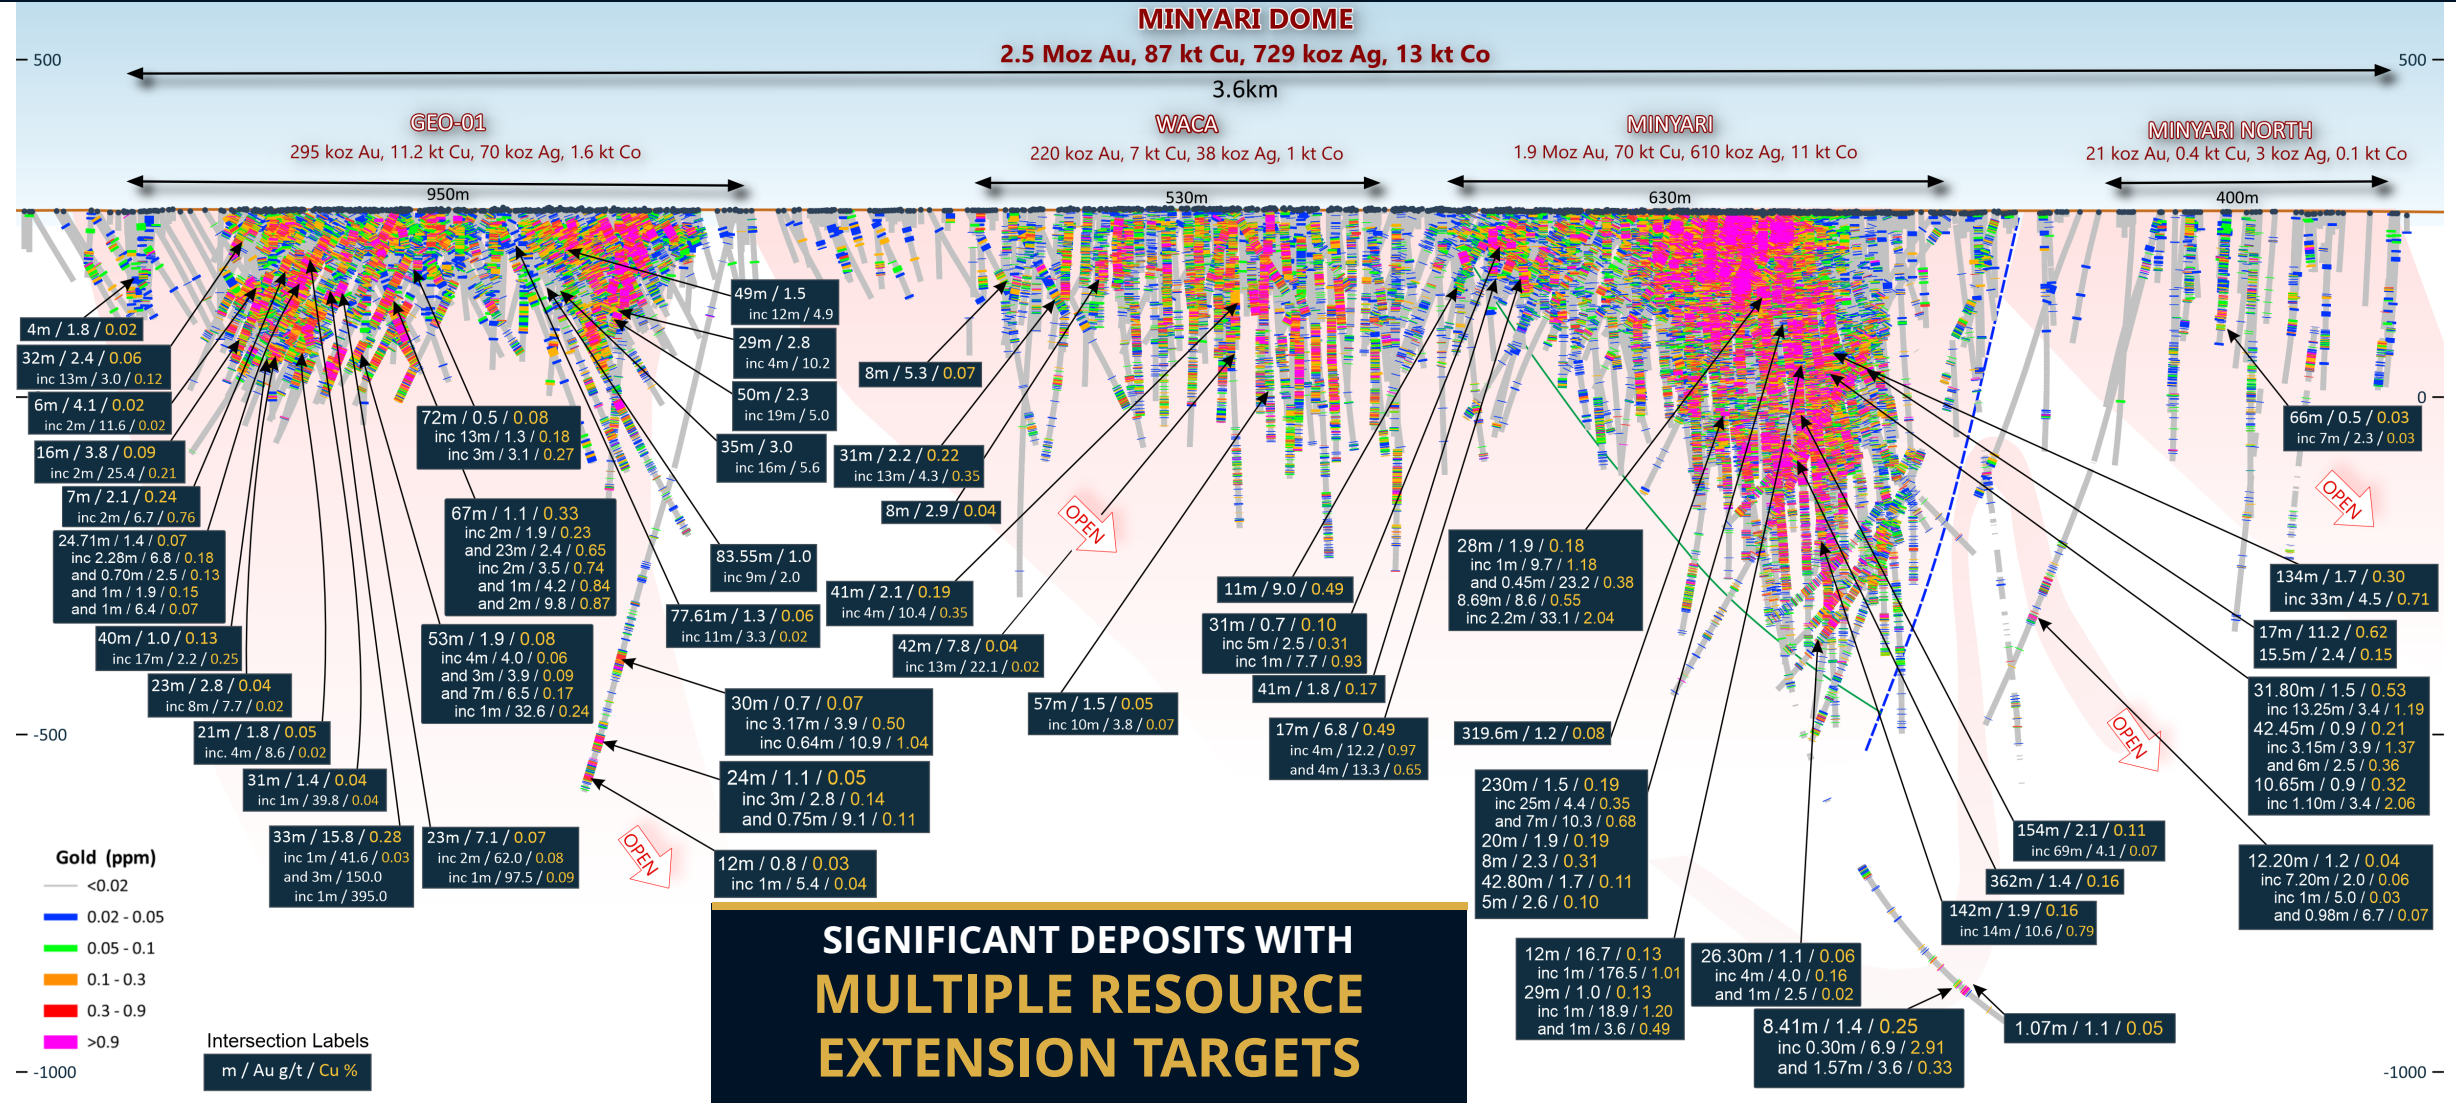 MINYARI DOME
2.5 Moz Au, 87 kt Cu, 729 koz Ag, 13 kt Co
500
500
3.6km
GEO-01
295 koz Au, 11.2 kt Cu, 70 koz Ag, 1.6 kt Co
950m
WACA
220 koz Au, 7 kt Cu, 38 koz Ag, 1 kt Co
530m
MINYARI
1.9 Moz Au, 70 kt Cu, 610 koz Ag, 11 kt Co
630m
MINYARI NORTH
21 koz Au, 0.4 kt Cu, 3 koz Ag, 0.1 kt Co
400m
4m / 1.8 / 0.02
32m / 2.4 / 0.06
inc 13m / 3.0 / 0.12
6m / 4.1 / 0.02
inc 2m / 11.6 / 0.02
16m / 3.8 / 0.09
inc 2m / 25.4 / 0.21
7m / 2.1 / 0.24
inc 2m / 6.7 / 0.76
24.71m / 1.4 / 0.07
inc 2.28m / 6.8 / 0.18
and 0.70m / 2.5 / 0.13
and 1m / 1.9 / 0.15
and 1m / 6.4 / 0.07
40m / 1.0 / 0.13
inc 17m / 2.2 / 0.25
23m / 2.8 / 0.04
inc 8m / 7.7 / 0.02
21m / 1.8 / 0.05
inc. 4m / 8.6 / 0.02
31m / 1.4 / 0.04
inc 1m / 39.8 / 0.04
33m / 15.8 / 0.28
inc 1m / 41.6 / 0.03
and 3m / 150.0
inc 1m / 395.0
23m / 7.1 / 0.07
inc 2m / 62.0 / 0.08
inc 1m / 97.5 / 0.09
72m / 0.5 / 0.08
inc 13m / 1.3 / 0.18
inc 3m / 3.1 / 0.27
67m / 1.1 / 0.33
inc 2m / 1.9 / 0.23
and 23m / 2.4 / 0.65
inc 2m / 3.5 / 0.74
and 1m / 4.2 / 0.84
and 2m / 9.8 / 0.87
53m / 1.9 / 0.08
inc 4m / 4.0 / 0.06
and 3m / 3.9 / 0.09
and 7m / 6.5 / 0.17
inc 1m / 32.6 / 0.24
49m / 1.5
inc 12m / 4.9
29m / 2.8
inc 4m / 10.2
50m / 2.3
inc 19m / 5.0
35m / 3.0
inc 16m / 5.6
83.55m / 1.0
inc 9m / 2.0
77.61m / 1.3 / 0.06
inc 11m / 3.3 / 0.02
30m / 0.7 / 0.07
inc 3.17m / 3.9 / 0.50
inc 0.64m / 10.9 / 1.04
24m / 1.1 / 0.05
inc 3m / 2.8 / 0.14
and 0.75m / 9.1 / 0.11
12m / 0.8 / 0.03
inc 1m / 5.4 / 0.04
OPEN
8m / 5.3 / 0.07
31m / 2.2 / 0.22
inc 13m / 4.3 / 0.35
8m / 2.9 / 0.04
41m / 2.1 / 0.19
inc 4m / 10.4 / 0.35
42m / 7.8 / 0.04
inc 13m / 22.1 / 0.02
57m / 1.5 / 0.05
inc 10m / 3.8 / 0.07
OPEN
11m / 9.0 / 0.49
31m / 0.7 / 0.10
inc 5m / 2.5 / 0.31
inc 1m / 7.7 / 0.93
41m / 1.8 / 0.17
17m / 6.8 / 0.49
inc 4m / 12.2 / 0.97
and 4m / 13.3 / 0.65
28m / 1.9 / 0.18
inc 1m / 9.7 / 1.18
and 0.45m / 23.2 / 0.38
8.69m / 8.6 / 0.55
inc 2.2m / 33.1 / 2.04
319.6m / 1.2 / 0.08
230m / 1.5 / 0.19
inc 25m / 4.4 / 0.35
and 7m / 10.3 / 0.68
20m / 1.9 / 0.19
8m / 2.3 / 0.31
42.80m / 1.7 / 0.11
5m / 2.6 / 0.10
12m / 16.7 / 0.13
inc 1m / 176.5 / 1.01
29m / 1.0 / 0.13
inc 1m / 18.9 / 1.20
and 1m / 3.6 / 0.49
26.30m / 1.1 / 0.06
inc 4m / 4.0 / 0.16
and 1m / 2.5 / 0.02
8.41m / 1.4 / 0.25
inc 0.30m / 6.9 / 2.91
and 1.57m / 3.6 / 0.33
1.07m / 1.1 / 0.05
142m / 1.9 / 0.16
inc 14m / 10.6 / 0.79
362m / 1.4 / 0.16
154m / 2.1 / 0.11
inc 69m / 4.1 / 0.07
66m / 0.5 / 0.03
inc 7m / 2.3 / 0.03
OPEN
134m / 1.7 / 0.30
inc 33m / 4.5 / 0.71
17m / 11.2 / 0.62
15.5m / 2.4 / 0.15
31.80m / 1.5 / 0.53
inc 13.25m / 3.4 / 1.19
42.45m / 0.9 / 0.21
inc 3.15m / 3.9 / 1.37
and 6m / 2.5 / 0.36
10.65m / 0.9 / 0.32
inc 1.10m / 3.4 / 2.06
OPEN
12.20m / 1.2 / 0.04
inc 7.20m / 2.0 / 0.06
inc 1m / 5.0 / 0.03
and 0.98m / 6.7 / 0.07
0
-500
-1000
-1000
Gold (ppm)
<0.02
0.02 - 0.05
0.05 - 0.1
0.1 - 0.3
0.3 - 0.9
>0.9
Intersection Labels
m / Au g/t / Cu %
SIGNIFICANT DEPOSITS WITH
MULTIPLE RESOURCE
EXTENSION TARGETS